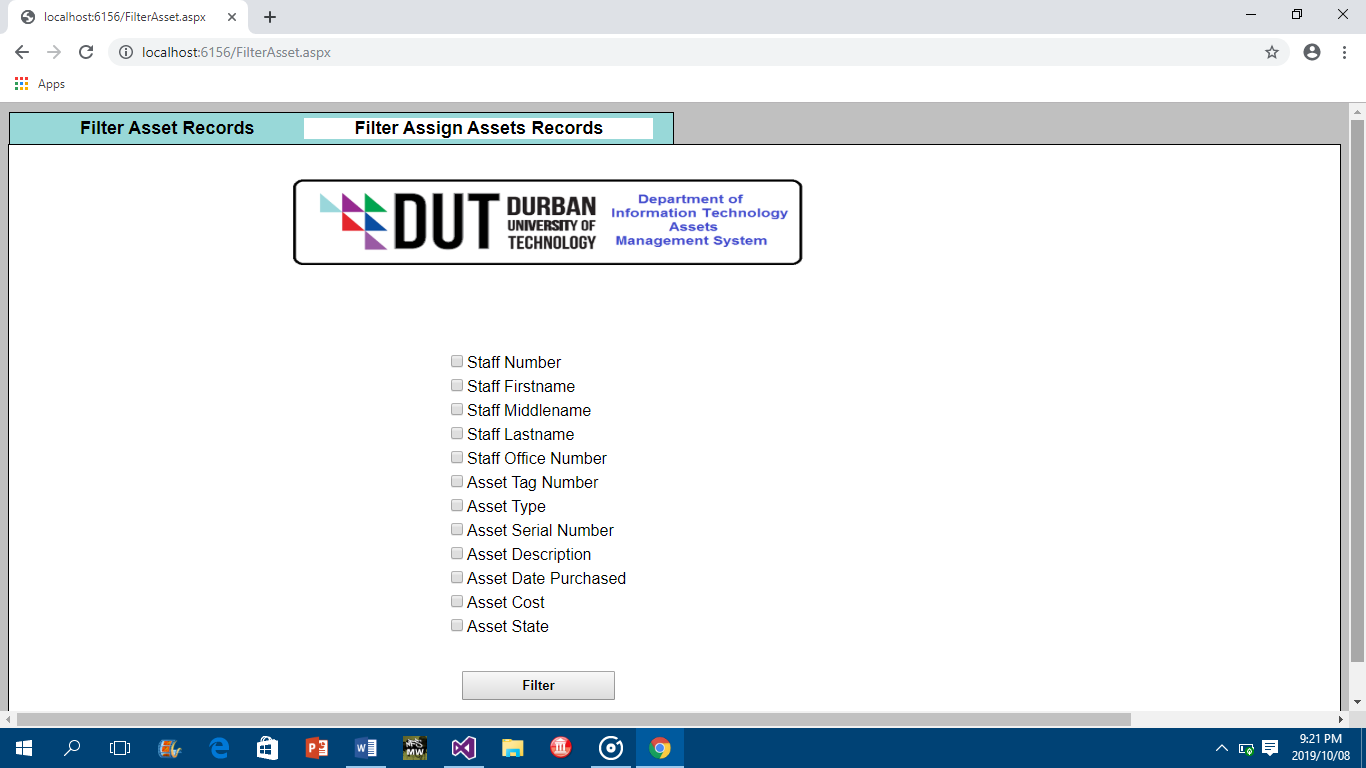 localhost:6156/FilterAsset.aspx
localhost:6156/FilterAsset.aspx
Apps
Filter Asset Records
Filter Assign Assets Records
DUT
DURBAN
UNIVERSITY OF
TECHNOLOGY
Department of
Information Technology
Assets
Management System
Staff Number
Staff Firstname
Staff Middlename
Staff Lastname
Staff Office Number
Asset Tag Number
Asset Type
Asset Serial Number
Asset Description
Asset Date Purchased
Asset Cost
Asset State
Filter
MW
9:21 PM
2019/10/08